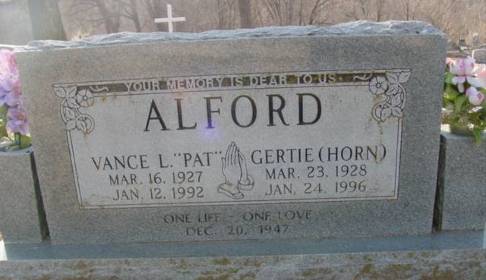 YOUR MEMORY IS DEAR TO US
ALFORD
VANCE L. "PAT"
MAR. 16, 1927
JAN. 12, 1992
GERTIE (HORN)
MAR. 23, 1928
JAN. 24, 1996
ONE LIFE - ONE LOVE
DEC. 20, 1947